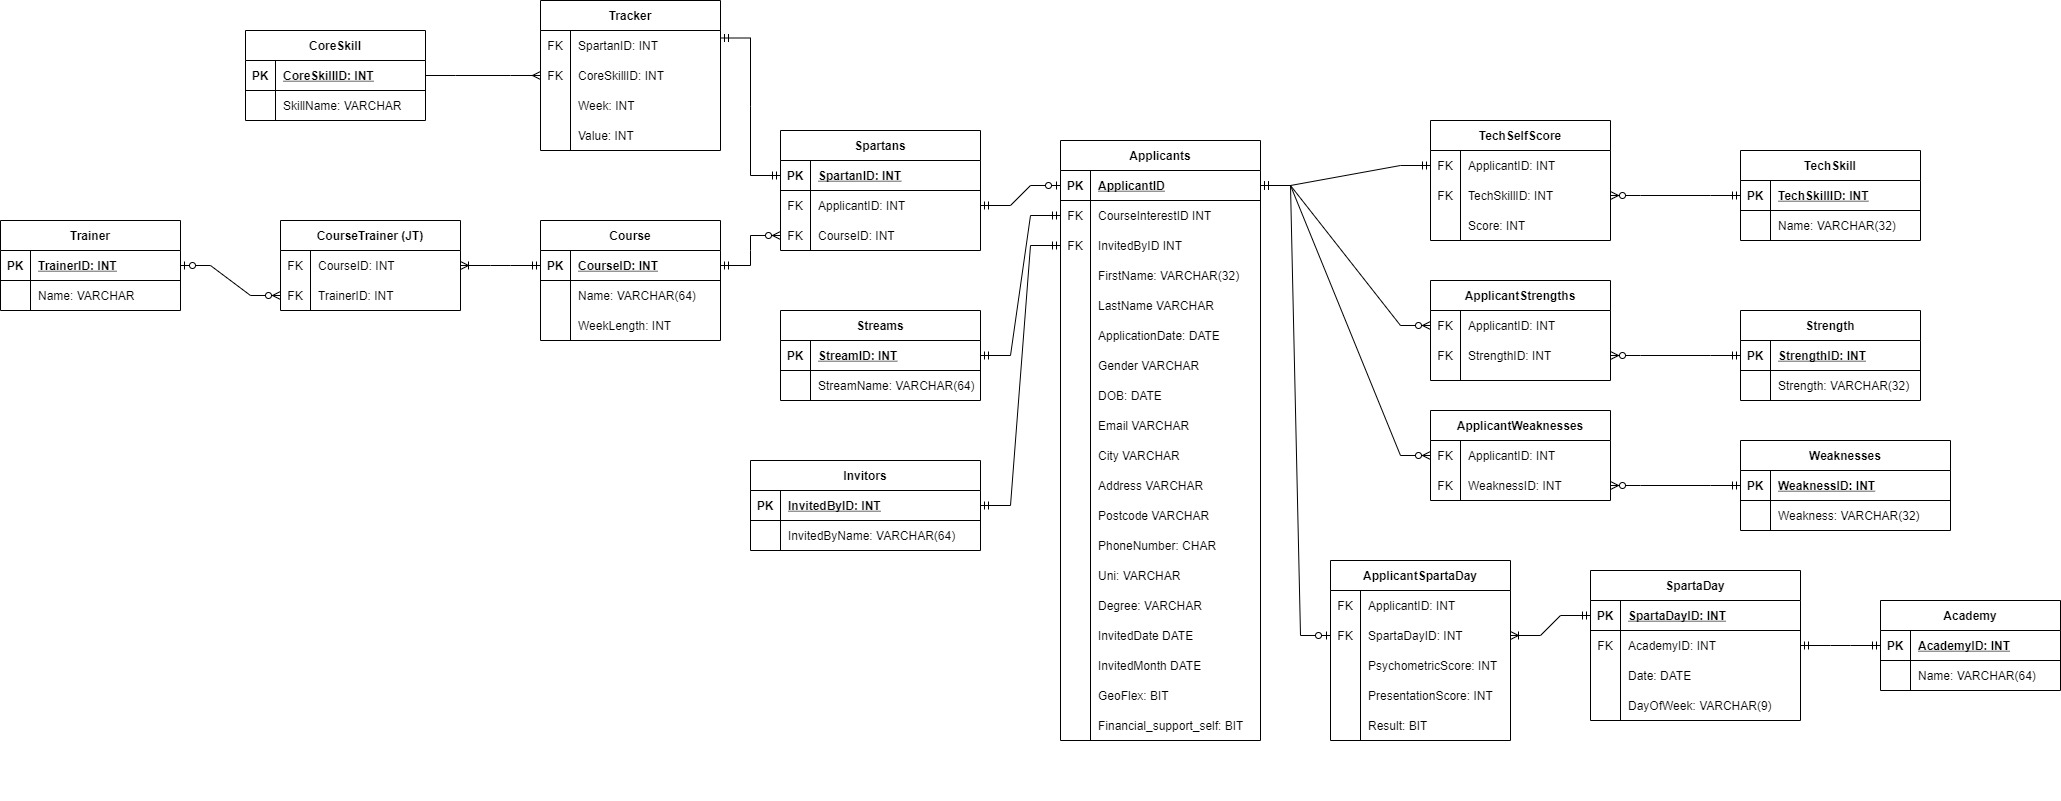 Tracker
FK SpartanID: INT
FK CoreSkillID: INT
Week: INT
Value: INT
CoreSkill
PK CoreSkillID: INT
SkillName: VARCHAR
Trainer
PK TrainerID: INT
Name: VARCHAR
CourseTrainer (JT)
FK CourseID: INT
FK TrainerID: INT
Course
PK CourseID: INT
Name: VARCHAR(64)
WeekLength: INT
Spartans
PK SpartanID: INT
FK ApplicantID: INT
FK CourseID: INT
Streams
PK StreamID: INT
StreamName: VARCHAR(64)
Invitors
PK InvitedByID: INT
InvitedByName: VARCHAR(64)
Applicants
PK ApplicantID
FK CourseInterestID INT
FK InvitedByID INT
FirstName: VARCHAR(32)
LastName VARCHAR
ApplicationDate: DATE
Gender VARCHAR
DOB: DATE
Email VARCHAR
City VARCHAR
Address VARCHAR
Postcode VARCHAR
PhoneNumber: CHAR
Uni: VARCHAR
Degree: VARCHAR
InvitedDate DATE
InvitedMonth DATE
GeoFlex: BIT
Financial_support_self: BIT
TechSelfScore
FK ApplicantID: INT
FK TechSkillID: INT
Score: INT
TechSkill
PK TechSkillID: INT
Name: VARCHAR(32)
ApplicantStrengths
FK ApplicantID: INT
FK StrengthID: INT
Strength
PK StrengthID: INT
Strength: VARCHAR(32)
ApplicantWeaknesses
FK ApplicantID: INT
FK WeaknessID: INT
Weaknesses
PK WeaknessID: INT
Weakness: VARCHAR(32)
ApplicantSpartaDay
FK ApplicantID: INT
FK SpartaDayID: INT
PsychometricScore: INT
PresentationScore: INT
Result: BIT
SpartaDay
PK SpartaDayID: INT
FK AcademyID: INT
Date: DATE
DayOfWeek: VARCHAR(9)
Academy
PK AcademyID: INT
Name: VARCHAR(64)